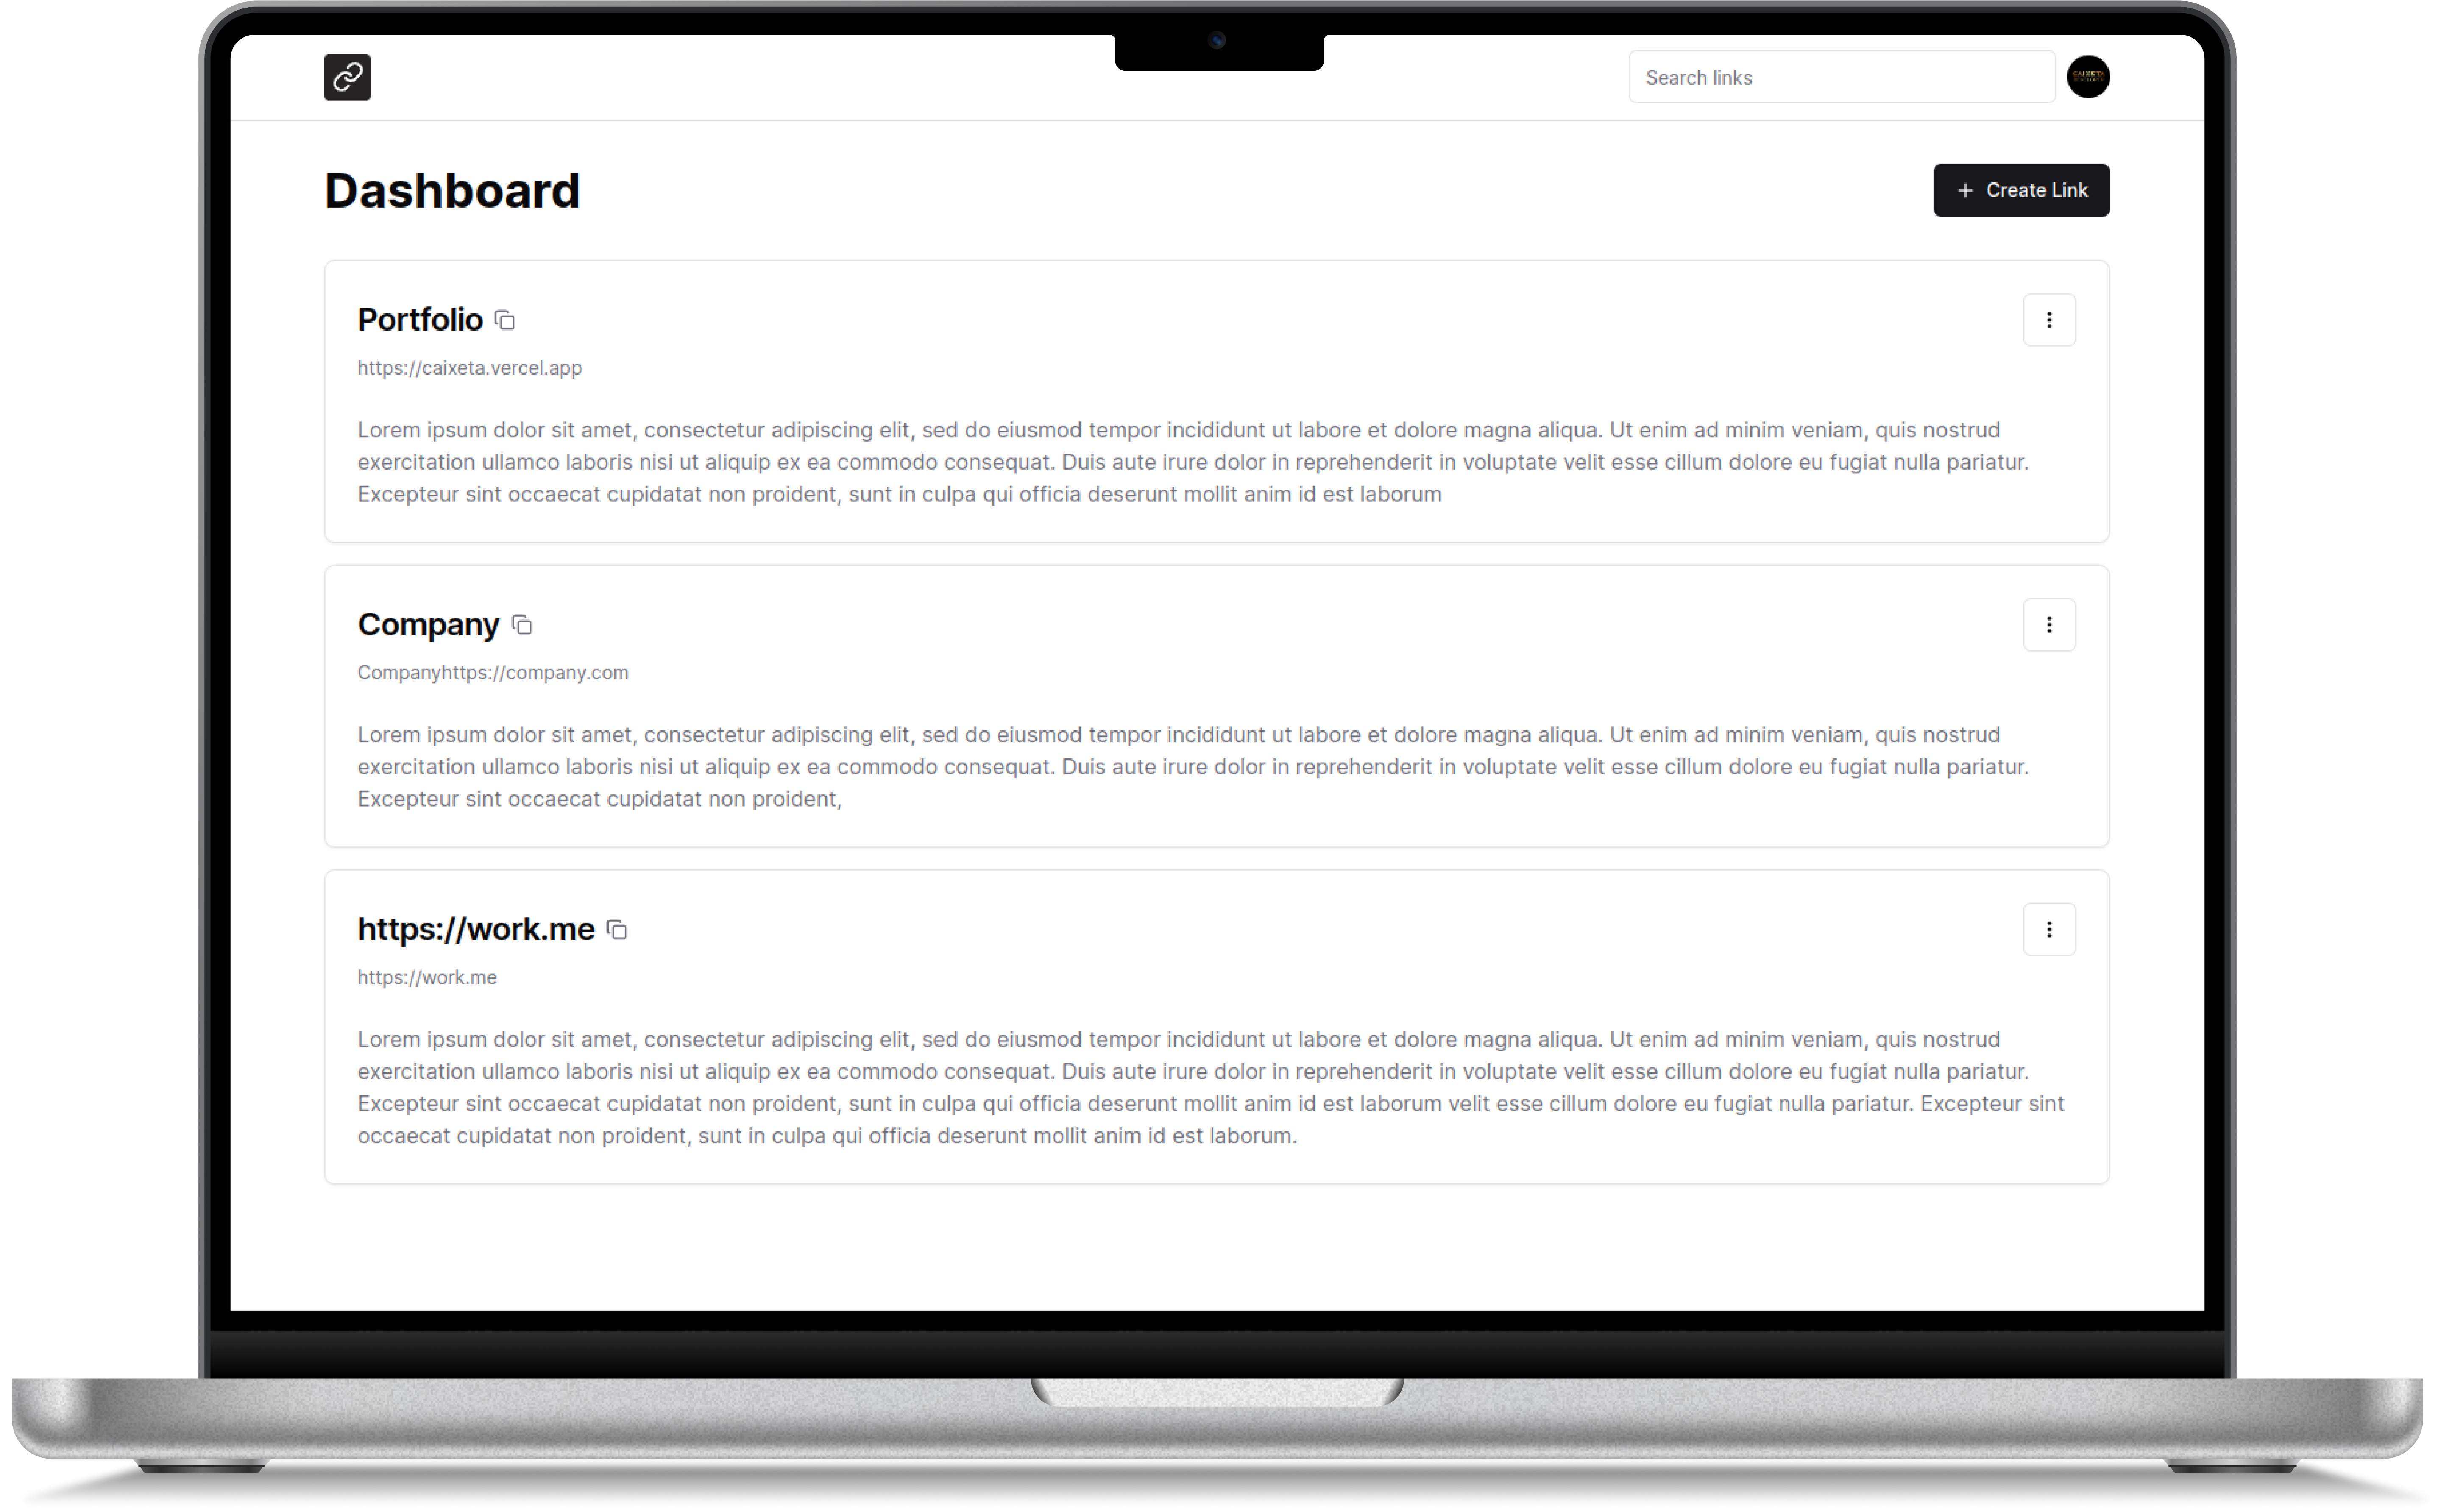 Search links
CAIXETA
Dashboard
Create Link
Portfolio
https://caixeta.vercel.app
Lorem ipsum dolor sit amet, consectetur adipiscing elit, sed do eiusmod tempor incididunt ut labore et dolore magna aliqua. Ut enim ad minim veniam, quis nostrud
exercitation ullamco laboris nisi ut aliquip ex ea commodo consequat. Duis aute irure dolor in reprehenderit in voluptate velit esse cillum dolore eu fugiat nulla pariatur.
Excepteur sint occaecat cupidatat non proident, sunt in culpa qui officia deserunt mollit anim id est laborum
Company
Companyhttps://company.com
Lorem ipsum dolor sit amet, consectetur adipiscing elit, sed do eiusmod tempor incididunt ut labore et dolore magna aliqua. Ut enim ad minim veniam, quis nostrud
exercitation ullamco laboris nisi ut aliquip ex ea commodo consequat. Duis aute irure dolor in reprehenderit in voluptate velit esse cillum dolore eu fugiat nulla pariatur.
Excepteur sint occaecat cupidatat non proident,
https://work.me
https://work.me
Lorem ipsum dolor sit amet, consectetur adipiscing elit, sed do eiusmod tempor incididunt ut labore et dolore magna aliqua. Ut enim ad minim veniam, quis nostrud
exercitation ullamco laboris nisi ut aliquip ex ea commodo consequat. Duis aute irure dolor in reprehenderit in voluptate velit esse cillum dolore eu fugiat nulla pariatur.
Excepteur sint occaecat cupidatat non proident, sunt in culpa qui officia deserunt mollit anim id est laborum velit esse cillum dolore eu fugiat nulla pariatur. Excepteur sint
occaecat cupidatat non proident, sunt in culpa qui officia deserunt mollit anim id est laborum.